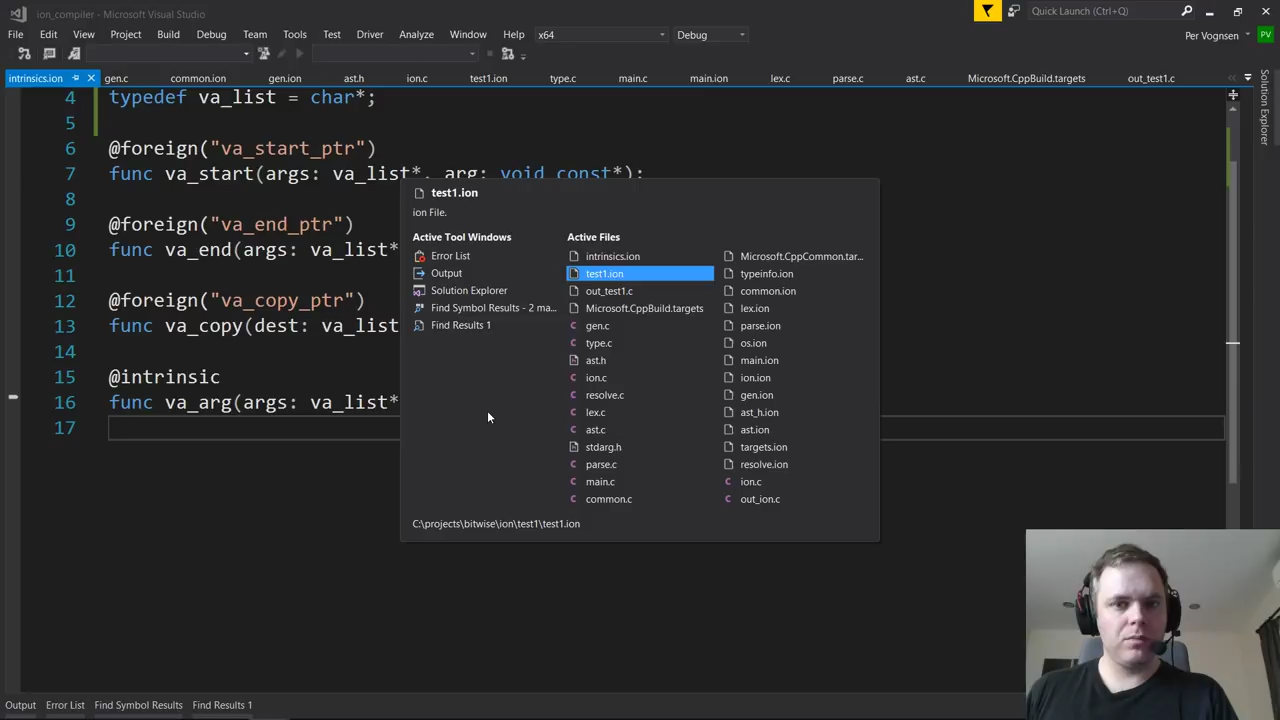 ion_compiler - Microsoft Visual Studio
Quick Launch (Ctrl+Q)
File Edit View Project Build Debug Team Tools Test Driver Analyze Window Help x64 Debug
Per Vognsen PV
intrinsics.ion gen.c common.ion gen.ion ast.h ion.c test1.ion type.c main.c main.ion lex.c parse.c ast.c Microsoft.CppBuild.targets out_test1.c
Solution Explorer
4 typedef va_list = char*;
5
6 @foreign("va_start_ptr")
7 func va_start(args: va_list*, arg: void const*);
8
9 @foreign("va_end_ptr")
10 func va_end(args: va_list*
11
12 @foreign("va_copy_ptr")
13 func va_copy(dest: va_list
14
15 @intrinsic
16 func va_arg(args: va_list*
17
test1.ion
ion File.
Active Tool Windows
Error List
Output
Solution Explorer
Find Symbol Results - 2 ma...
Find Results 1
Active Files
intrinsics.ion
test1.ion
out_test1.c
Microsoft.CppBuild.targets
gen.c
type.c
ast.h
ion.c
resolve.c
lex.c
ast.c
stdarg.h
parse.c
main.c
common.c
Microsoft.CppCommon.tar...
typeinfo.ion
common.ion
lex.ion
parse.ion
os.ion
main.ion
ion.ion
gen.ion
ast_h.ion
ast.ion
targets.ion
resolve.ion
ion.c
out_ion.c
C:\projects\bitwise\ion\test1\test1.ion
Output Error List Find Symbol Results Find Results 1